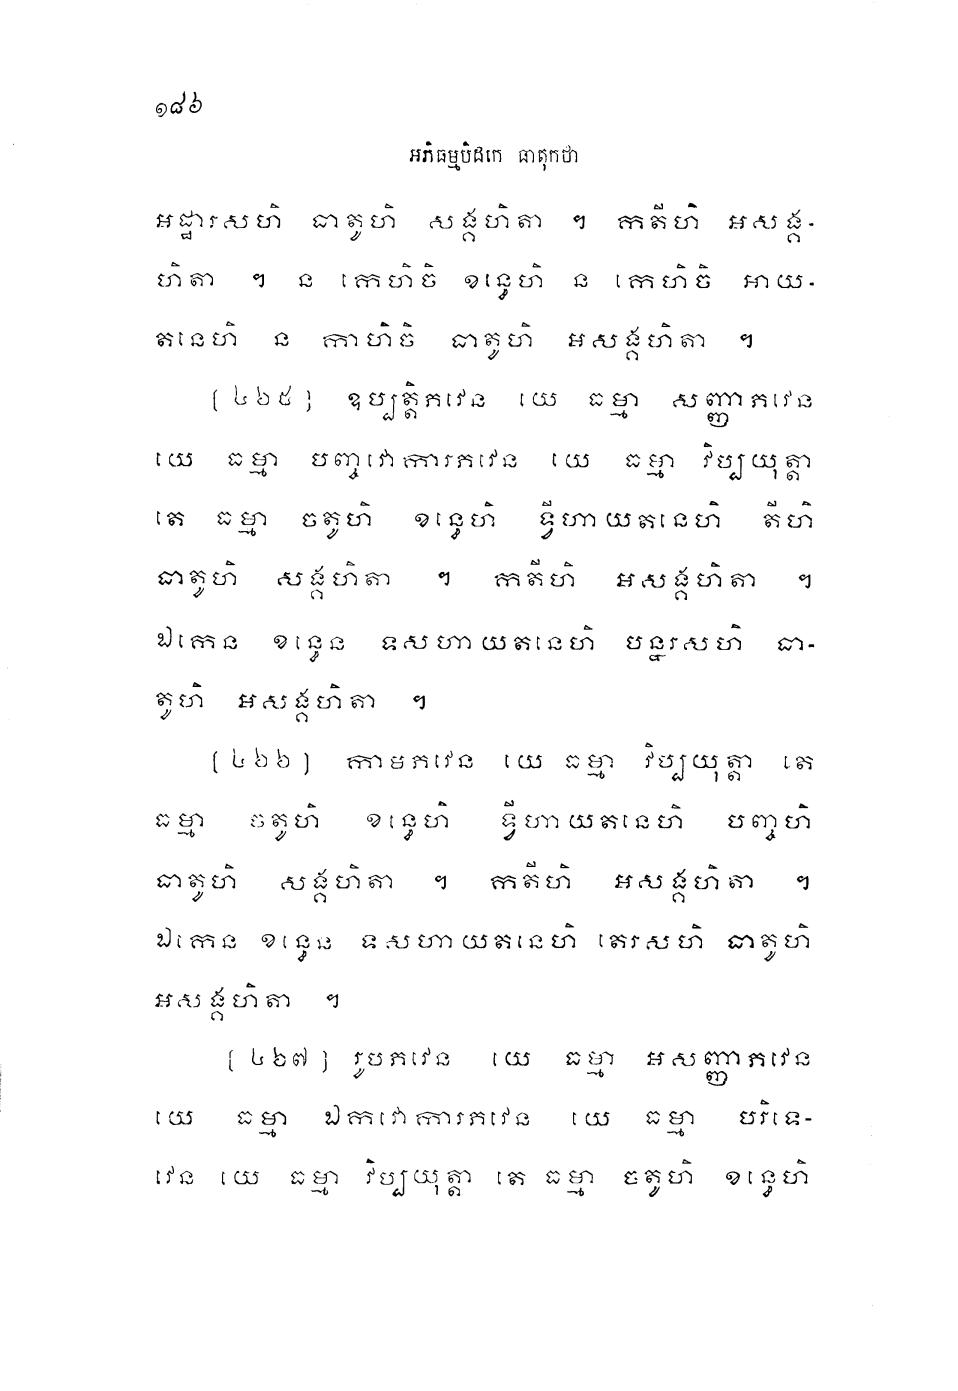 ១៨៦
អភិធម្មបិដកេ ធាតុកថា
អដ្ឋារសហិ ធាតូហិ សង្គហិតា ។ កតីហិ អសង្គ-
ហិតា ។ ន កេហិចិ ខន្ធេហិ ន កេហិចិ អាយ-
តនេហិ ន កាហិចិ ធាតូហិ អសង្គហិតា ។
[៤៦៥] ឧប្បត្តិភវេន យេ ធម្មា សញ្ញាភវេន
យេ ធម្មា បញ្ចវោការភវេន យេ ធម្មា វិប្បយុត្តា
តេ ធម្មា ចតូហិ ខន្ធេហិ ទ្វីហាយតនេហិ តីហិ
ធាតូហិ សង្គហិតា ។ កតីហិ អសង្គហិតា ។
ឯកេន ខន្ធេន ទសហាយតនេហិ បន្នរសហិ ធា-
តូហិ អសង្គហិតា ។
[៤៦៦] កាមភវេន យេ ធម្មា វិប្បយុត្តា តេ
ធម្មា ចតូហិ ខន្ធេហិ ទ្វីហាយតនេហិ បញ្ចហិ
ធាតូហិ សង្គហិតា ។ កតីហិ អសង្គហិតា ។
ឯកេន ខន្ធេន ទសហាយតនេហិ តេរសហិ ធាតូហិ
អសង្គហិតា ។
[៤៦៧] រូបភវេន យេ ធម្មា អសញ្ញាភវេន
យេ ធម្មា ឯកវោការភវេន យេ ធម្មា បរិទេ-
វេន យេ ធម្មា វិប្បយុត្តា តេ ធម្មា ចតូហិ ខន្ធេហិ